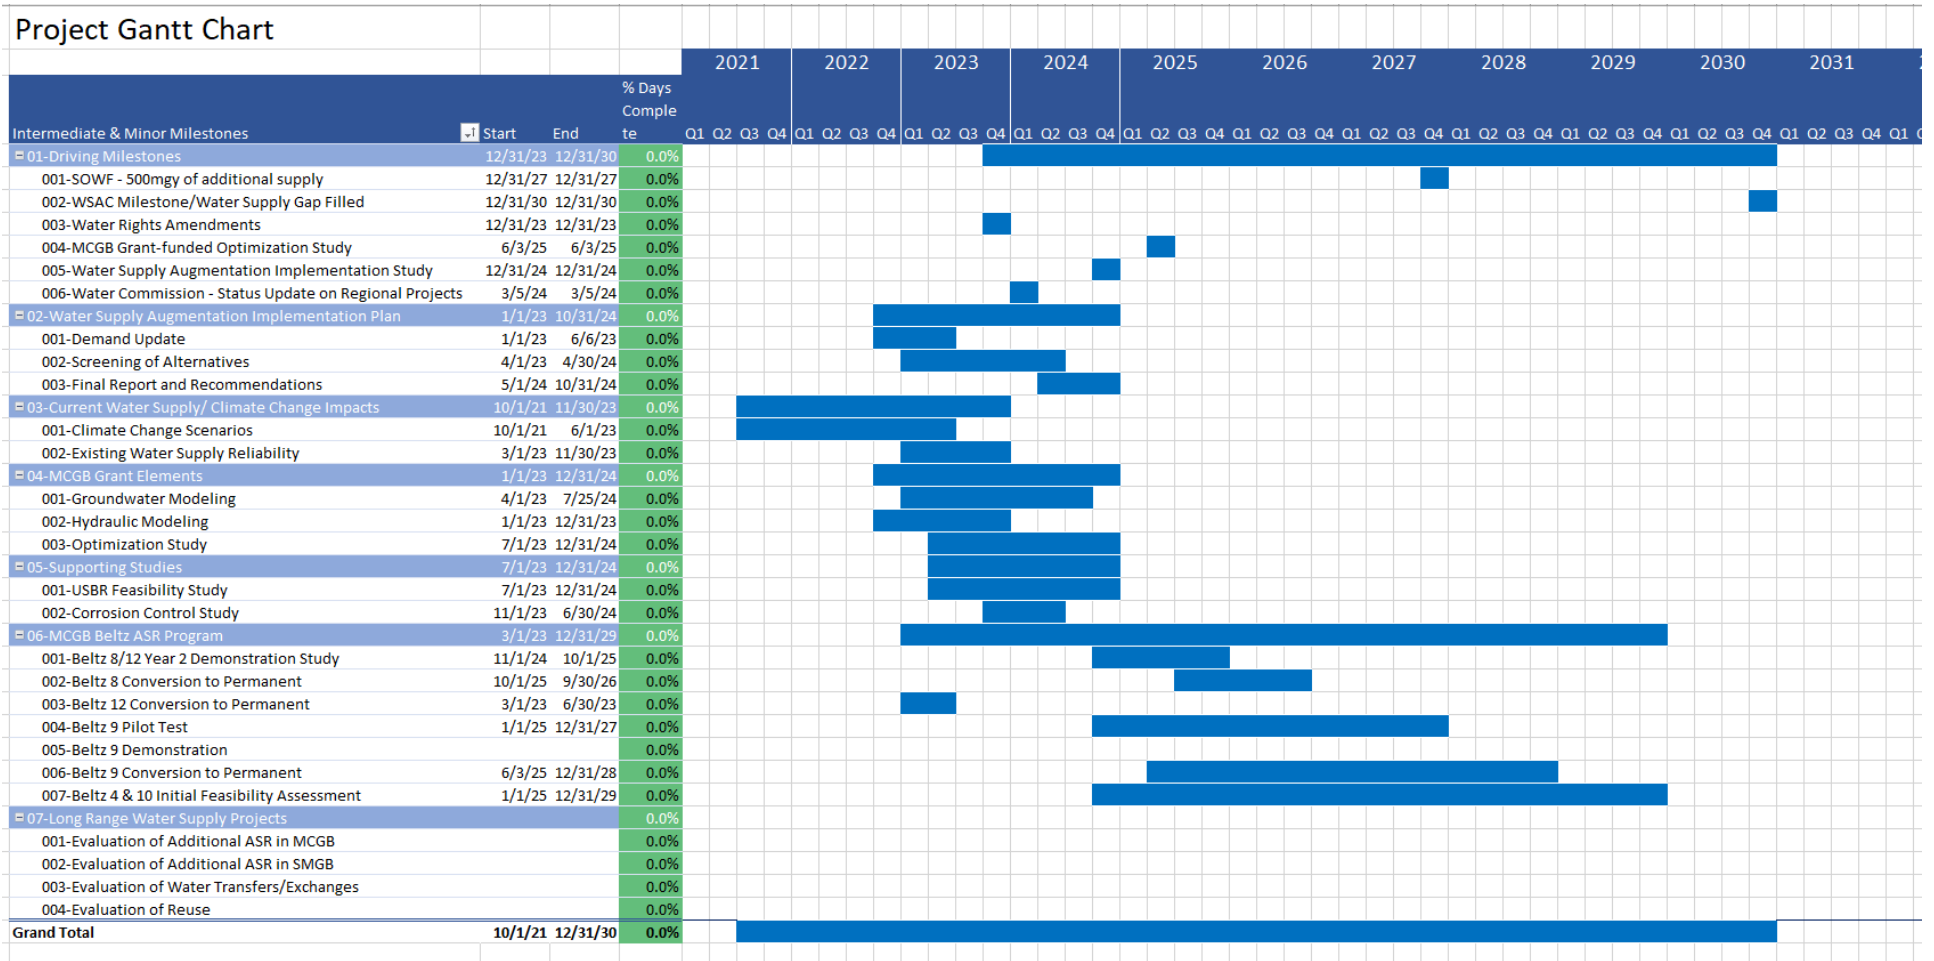 Project Gantt Chart
2021 2022 2023 2024 2025 2026 2027 2028 2029 2030 2031
% Days
Comple
Intermediate & Minor Milestones Start End te Q1 Q2 Q3 Q4 Q1 Q2 Q3 Q4 Q1 Q2 Q3 Q4 Q1 Q2 Q3 Q4 Q1 Q2 Q3 Q4 Q1 Q2 Q3 Q4 Q1 Q2 Q3 Q4 Q1 Q2 Q3 Q4 Q1 Q2 Q3 Q4 Q1 Q2 Q3 Q4 Q1 Q2 Q3 Q4 Q1
01-Driving Milestones 12/31/23 12/31/30 0.0%
001-SOWF - 500mgy of additional supply 12/31/27 12/31/27 0.0%
002-WSAC Milestone/Water Supply Gap Filled 12/31/30 12/31/30 0.0%
003-Water Rights Amendments 12/31/23 12/31/23 0.0%
004-MCGB Grant-funded Optimization Study 6/3/25 6/3/25 0.0%
005-Water Supply Augmentation Implementation Study 12/31/24 12/31/24 0.0%
006-Water Commission - Status Update on Regional Projects 3/5/24 3/5/24 0.0%
02-Water Supply Augmentation Implementation Plan 1/1/23 10/31/24 0.0%
001-Demand Update 1/1/23 6/6/23 0.0%
002-Screening of Alternatives 4/1/23 4/30/24 0.0%
003-Final Report and Recommendations 5/1/24 10/31/24 0.0%
03-Current Water Supply/ Climate Change Impacts 10/1/21 11/30/23 0.0%
001-Climate Change Scenarios 10/1/21 6/1/23 0.0%
002-Existing Water Supply Reliability 3/1/23 11/30/23 0.0%
04-MCGB Grant Elements 1/1/23 12/31/24 0.0%
001-Groundwater Modeling 4/1/23 7/25/24 0.0%
002-Hydraulic Modeling 1/1/23 12/31/23 0.0%
003-Optimization Study 7/1/23 12/31/24 0.0%
05-Supporting Studies 7/1/23 12/31/24 0.0%
001-USBR Feasibility Study 7/1/23 12/31/24 0.0%
002-Corrosion Control Study 11/1/23 6/30/24 0.0%
06-MCGB Beltz ASR Program 3/1/23 12/31/29 0.0%
001-Beltz 8/12 Year 2 Demonstration Study 11/1/24 10/1/25 0.0%
002-Beltz 8 Conversion to Permanent 10/1/25 9/30/26 0.0%
003-Beltz 12 Conversion to Permanent 3/1/23 6/30/23 0.0%
004-Beltz 9 Pilot Test 1/1/25 12/31/27 0.0%
005-Beltz 9 Demonstration 0.0%
006-Beltz 9 Conversion to Permanent 6/3/25 12/31/28 0.0%
007-Beltz 4 & 10 Initial Feasibility Assessment 1/1/25 12/31/29 0.0%
07-Long Range Water Supply Projects 0.0%
001-Evaluation of Additional ASR in MCGB 0.0%
002-Evaluation of Additional ASR in SMGB 0.0%
003-Evaluation of Water Transfers/Exchanges 0.0%
004-Evaluation of Reuse 0.0%
Grand Total 10/1/21 12/31/30 0.0%